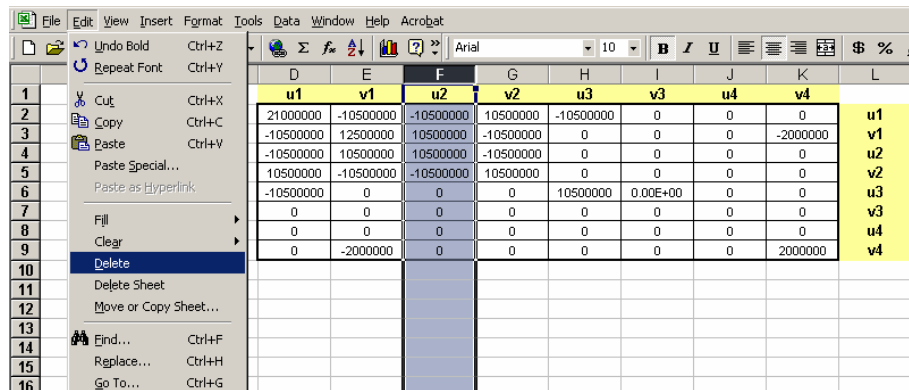 File Edit View Insert Format Tools Data Window Help Acrobat
Undo Bold Ctrl+Z
Arial 10 B I U $ %
Repeat Font Ctrl+Y
D E F G H I J K L
Cut Ctrl+X
1 u1 v1 u2 v2 u3 v3 u4 v4
Copy Ctrl+C
2 21000000 -10500000 -10500000 10500000 -10500000 0 0 0 u1
Paste Ctrl+V
3 -10500000 12500000 10500000 -10500000 0 0 0 -2000000 v1
Paste Special...
4 -10500000 10500000 10500000 -10500000 0 0 0 0 u2
5 10500000 -10500000 -10500000 10500000 0 0 0 0 v2
Paste as Hyperlink
6 -10500000 0 0 0 10500000 0.00E+00 0 0 u3
Fill
7 0 0 0 0 0 0 0 0 v3
Clear
8 0 0 0 0 0 0 0 0 u4
Delete
9 0 -2000000 0 0 0 0 0 2000000 v4
10
Delete Sheet
11
Move or Copy Sheet...
12
13
Find... Ctrl+F
14
Replace... Ctrl+H
15
Go To... Ctrl+G
16